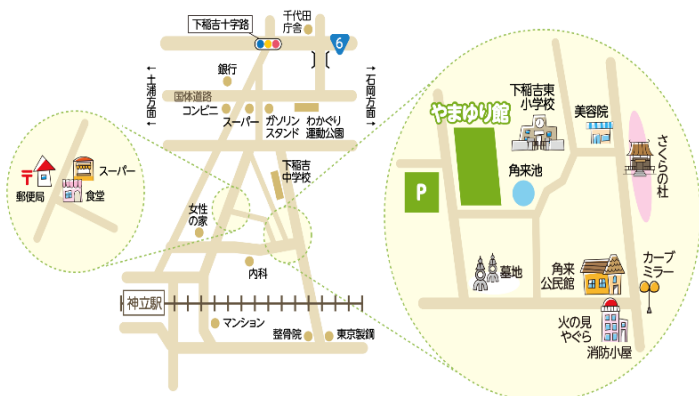 下稲吉十字路
千代田
庁舎
6
銀行
国体道路
←土浦方面→
←石岡方面→
コンビニ
スーパー
ガソリン
スタンド
わかぐり
運動公園
下稲吉
中学校
女性
の家
内科
神立駅
マンション
整骨院
東京製鋼
〒
郵便局
スーパー
食堂
やまゆり館
下稲吉東
小学校
美容院
さくらの杜
P
角来池
墓地
角来
公民館
カーブ
ミラー
火の見
やぐら
消防小屋